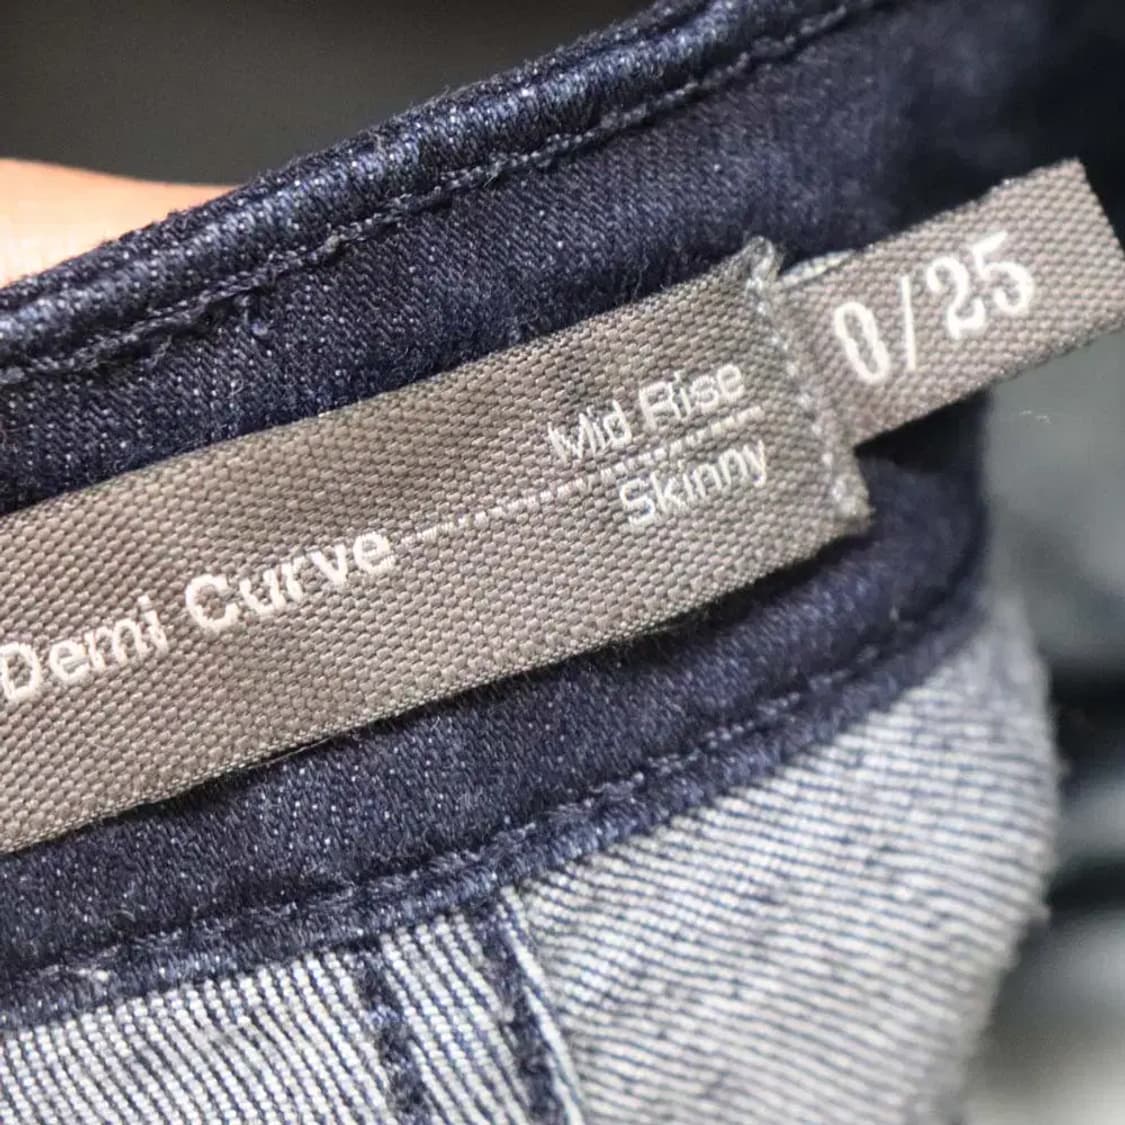 Demi Curve
Mid Rise
Skinny
0/25